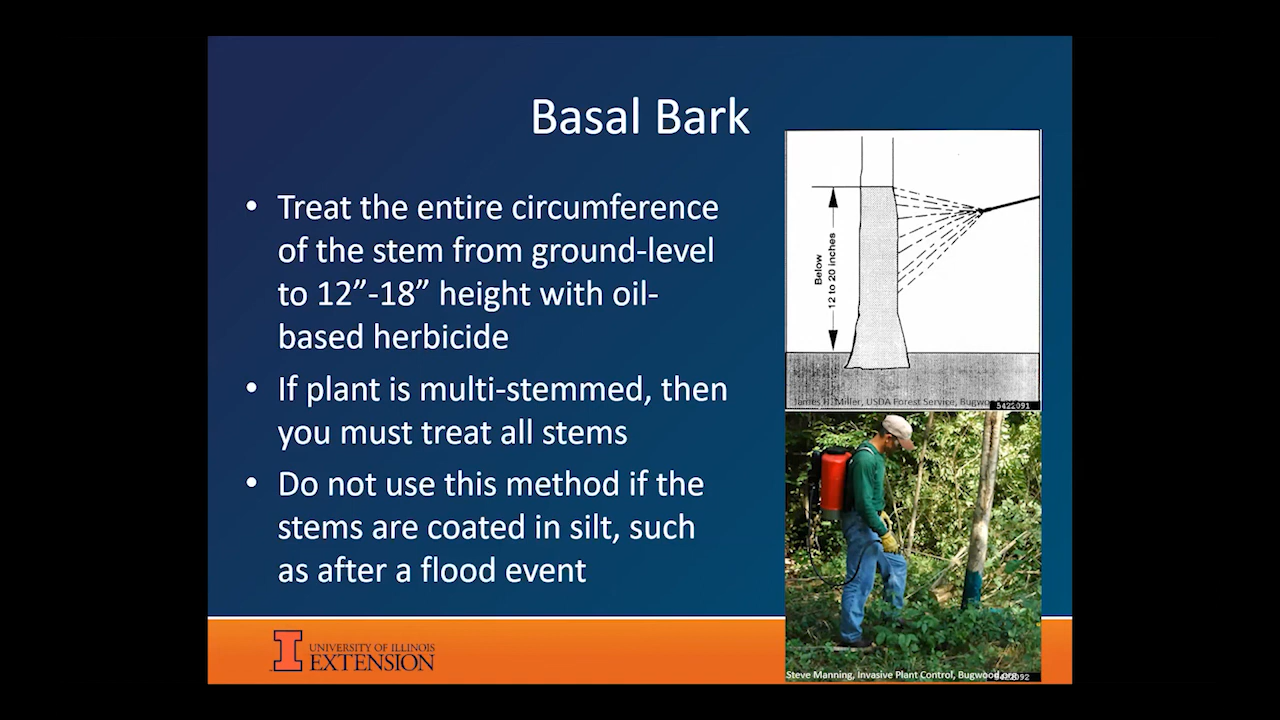 Basal Bark
• Treat the entire circumference
of the stem from ground-level
to 12”-18” height with oil-
based herbicide
• If plant is multi-stemmed, then
you must treat all stems
• Do not use this method if the
stems are coated in silt, such
as after a flood event
Below
12 to 20 inches
James H. Miller, USDA Forest Service, Bugwood.org
5422091
Steve Manning, Invasive Plant Control, Bugwood.org
5422092
I
UNIVERSITY OF ILLINOIS
EXTENSION